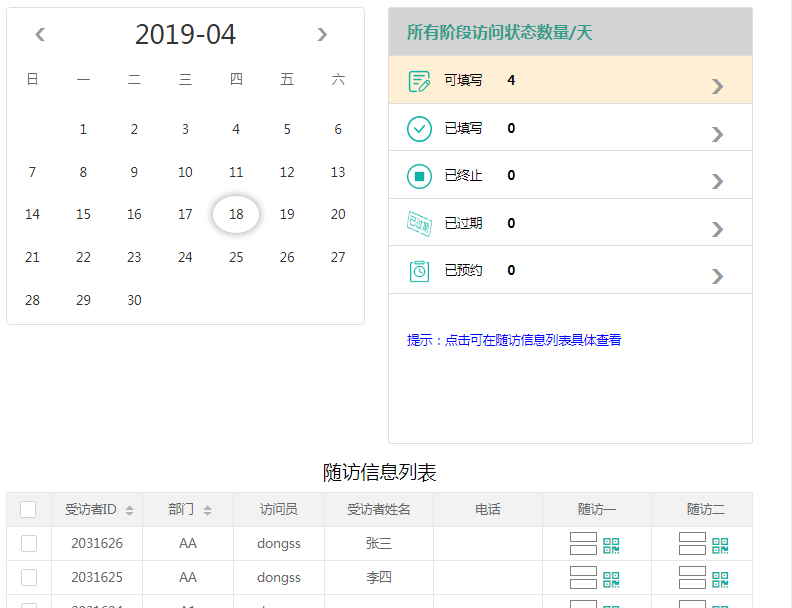 2019-04
日 一 二 三 四 五 六
1 2 3 4 5 6
7 8 9 10 11 12 13
14 15 16 17 18 19 20
21 22 23 24 25 26 27
28 29 30
所有阶段访问状态数量/天
可填写 4
已填写 0
已终止 0
已过期 已过期 0
已预约 0
提示：点击可在随访信息列表具体查看
随访信息列表
受访者ID 部门 访问员 受访者姓名 电话 随访一 随访二
2031626 AA dongss 张三
2031625 AA dongss 李四